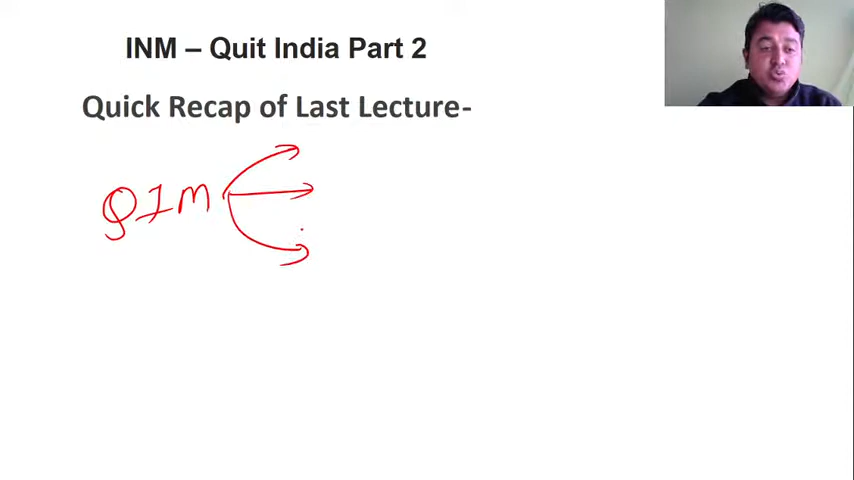 INM – Quit India Part 2
Quick Recap of Last Lecture-
QIM